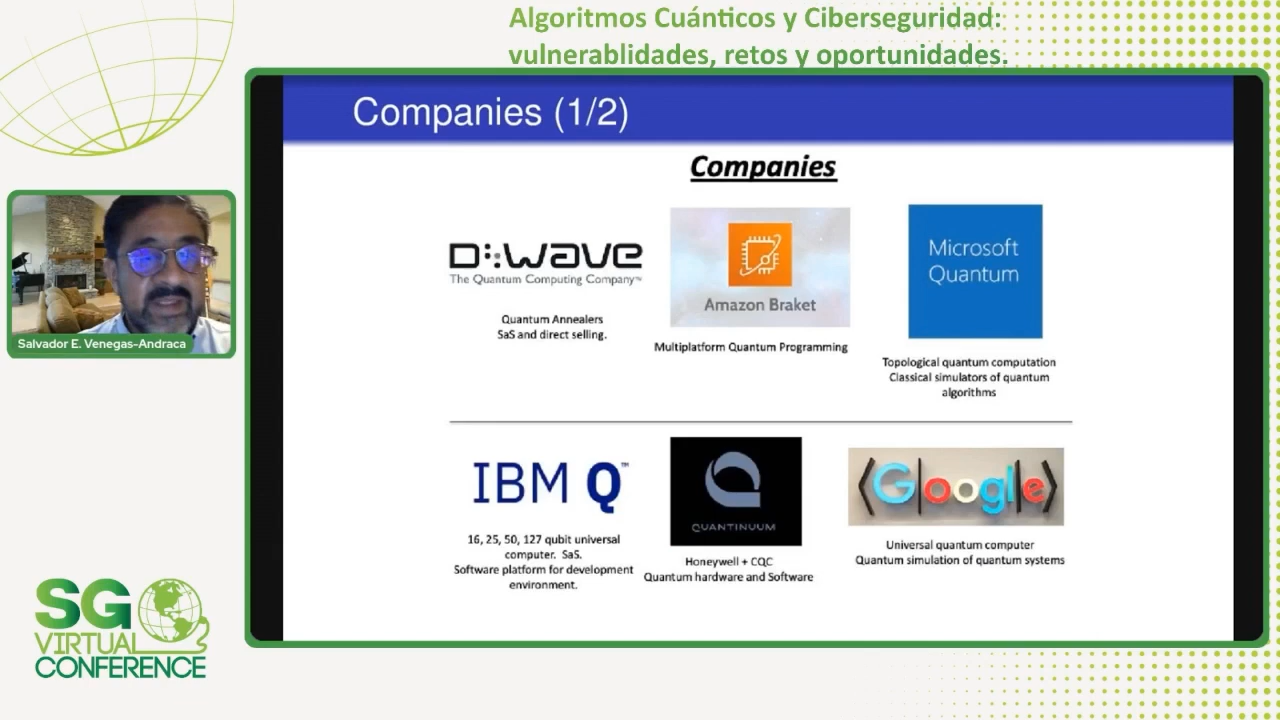 Algoritmos Cuánticos y Ciberseguridad:
vulnerablidades, retos y oportunidades.
Companies (1/2)
Companies
D:wave
The Quantum Computing Company™
Quantum Annealers
SaS and direct selling.
Amazon Braket
Multiplatform Quantum Programming
Microsoft
Quantum
Topological quantum computation
Classical simulators of quantum
algorithms
IBM Q™
16, 25, 50, 127 qubit universal
computer. SaS.
Software platform for development
environment.
QUANTINUUM
Honeywell + CQC
Quantum hardware and Software
⟨G|oogl|e⟩
Universal quantum computer
Quantum simulation of quantum systems
Salvador E. Venegas-Andraca
SG
VIRTUAL
CONFERENCE